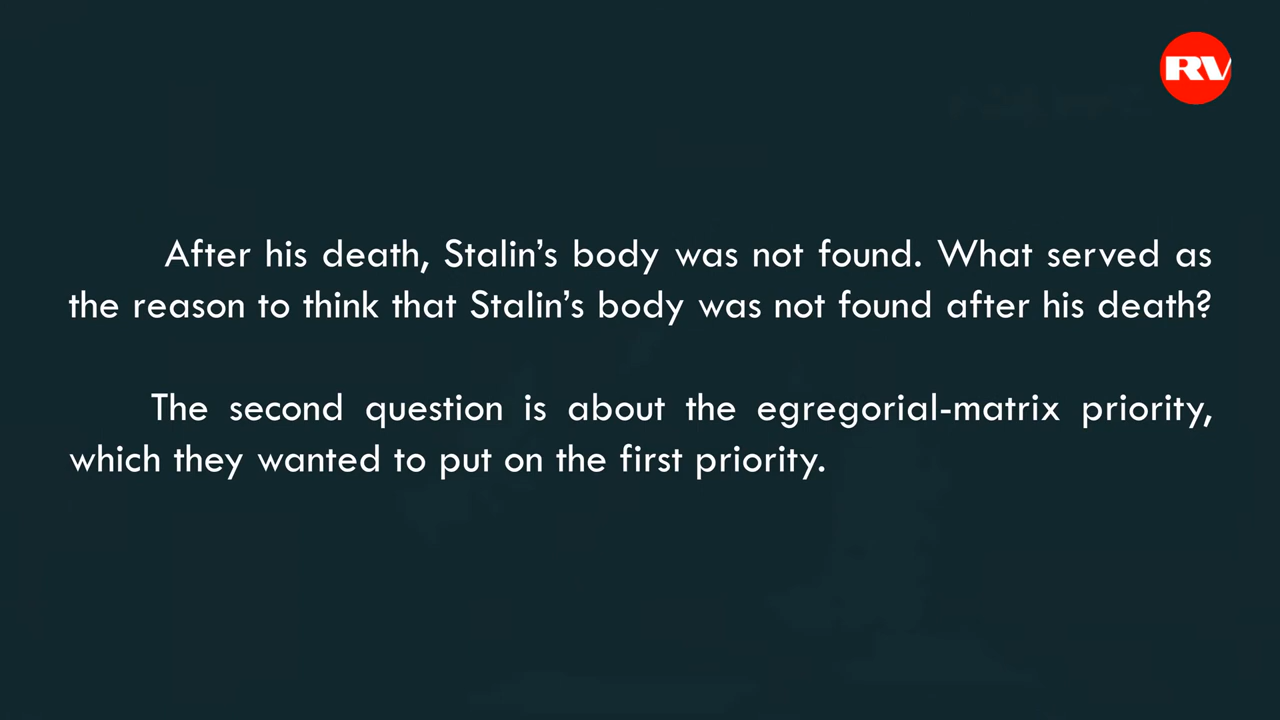 RV
After his death, Stalin's body was not found. What served as
the reason to think that Stalin's body was not found after his death?
The second question is about the egregorial-matrix priority,
which they wanted to put on the first priority.